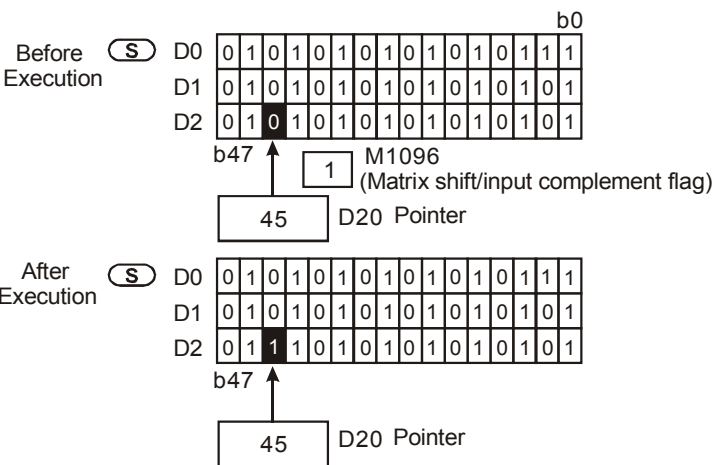 b0
Before Execution S D0 0 1 0 1 0 1 0 1 0 1 0 1 0 1 1 1
D1 0 1 0 1 0 1 0 1 0 1 0 1 0 1 0 1
D2 0 1 0 1 0 1 0 1 0 1 0 1 0 1 0 1
b47 1 M1096
(Matrix shift/input complement flag)
45 D20 Pointer
After Execution S D0 0 1 0 1 0 1 0 1 0 1 0 1 0 1 1 1
D1 0 1 0 1 0 1 0 1 0 1 0 1 0 1 0 1
D2 0 1 1 1 0 1 0 1 0 1 0 1 0 1 0 1
b47
45 D20 Pointer